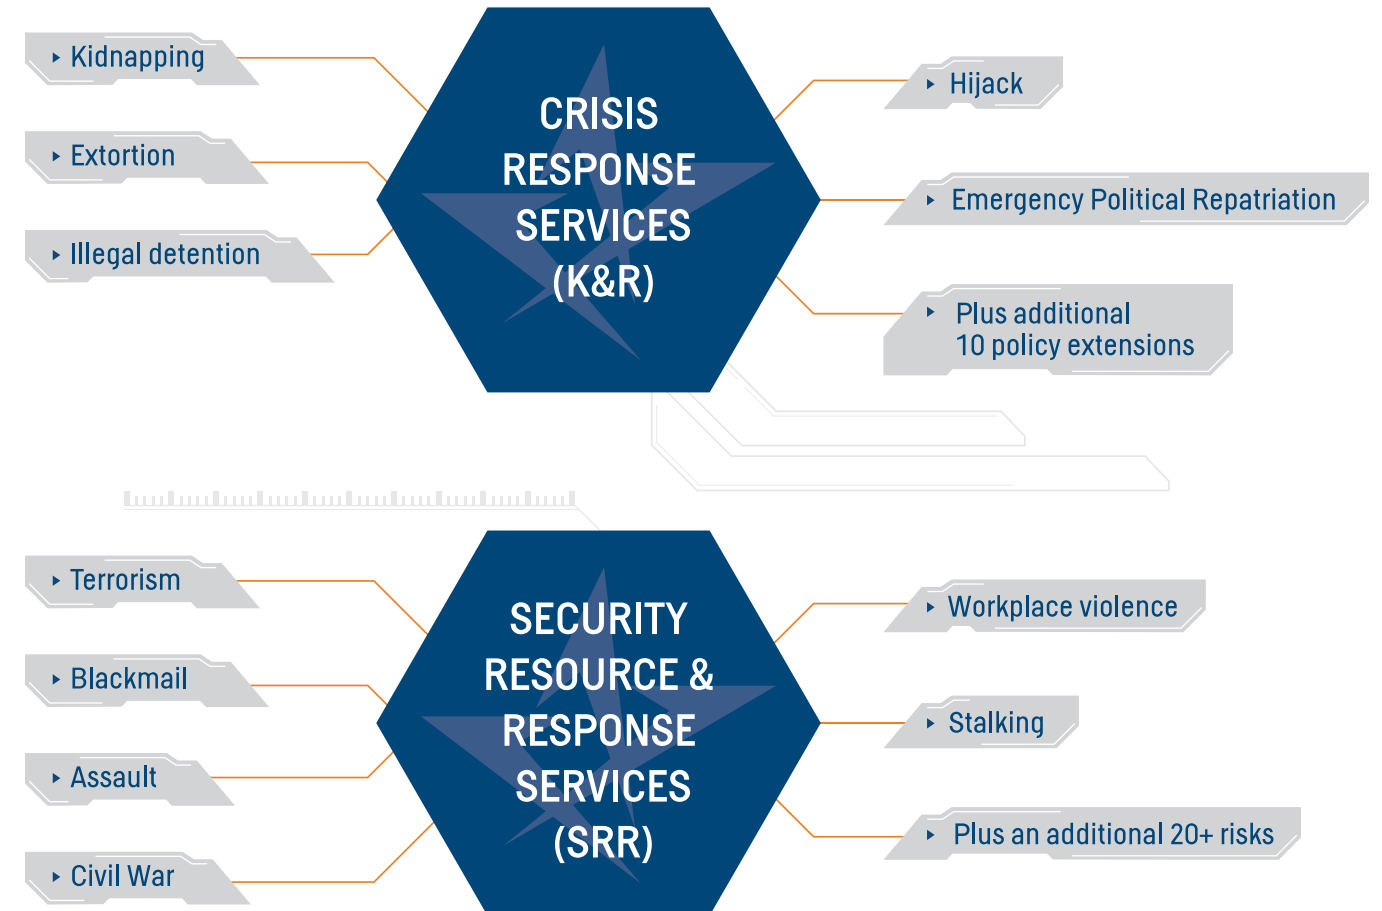 Kidnapping
Extortion
Illegal detention
CRISIS
RESPONSE
SERVICES
(K&R)
Hijack
Emergency Political Repatriation
Plus additional
10 policy extensions
Terrorism
Blackmail
Assault
Civil War
SECURITY
RESOURCE &
RESPONSE
SERVICES
(SRR)
Workplace violence
Stalking
Plus an additional 20+ risks